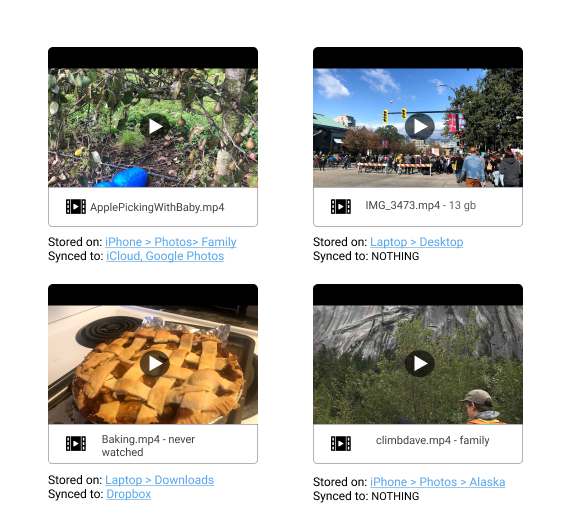 ApplePickingWithBaby.mp4
IMG_3473.mp4 - 13 gb
Stored on: iPhone > Photos> Family
Synced to: iCloud, Google Photos
Stored on: Laptop > Desktop
Synced to: NOTHING
Baking.mp4 - never
watched
climbdave.mp4 - family
Stored on: Laptop > Downloads
Synced to: Dropbox
Stored on: iPhone > Photos > Alaska
Synced to: NOTHING